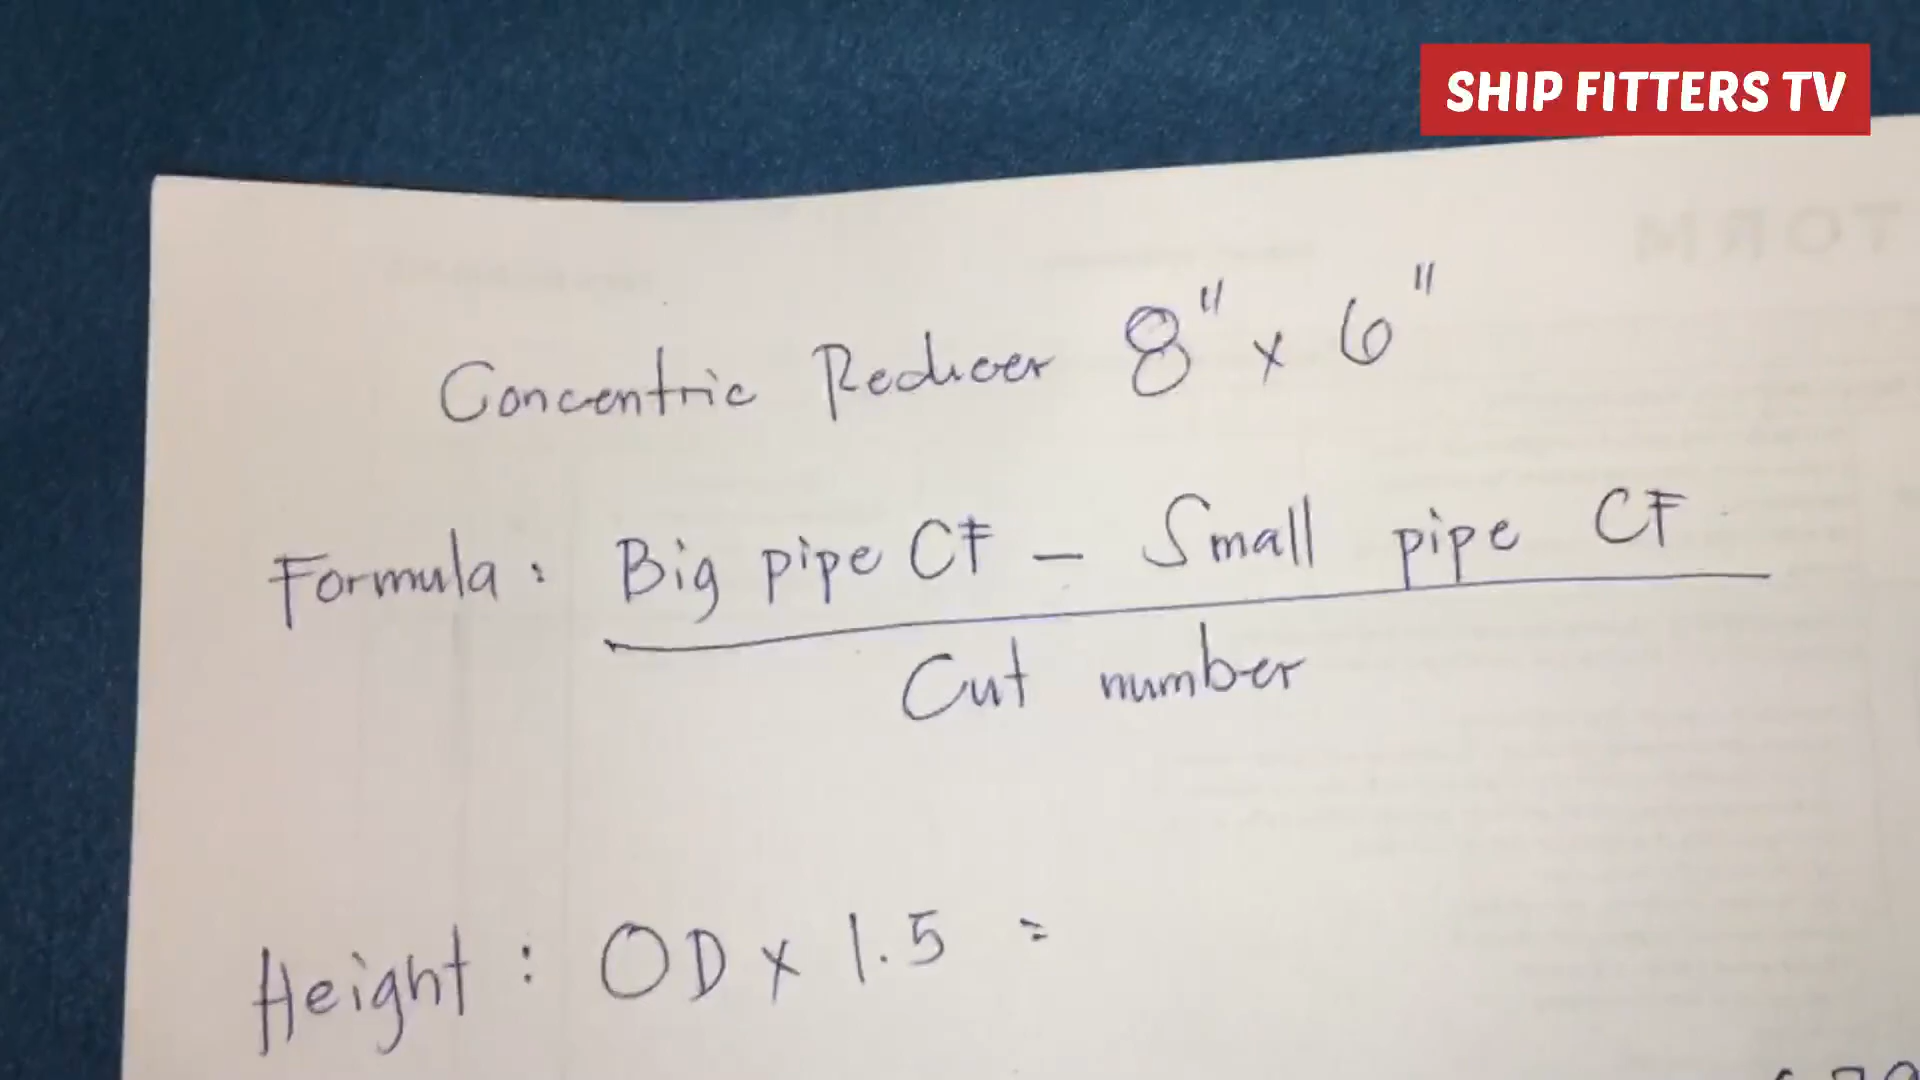 SHIP FITTERS TV
Concentric Reducer 8" x 6"
Formula: Big pipe CF - Small pipe CF
Cut number
Height: OD x 1.5 =